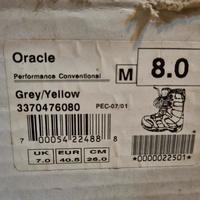 Oracle
Performance Conventional
M 8.0
Grey/Yellow
3370476080
PEC-07/01
7 00054 22488 8
*0000022501*
UK EUR CM
7.0 40.5 26.0